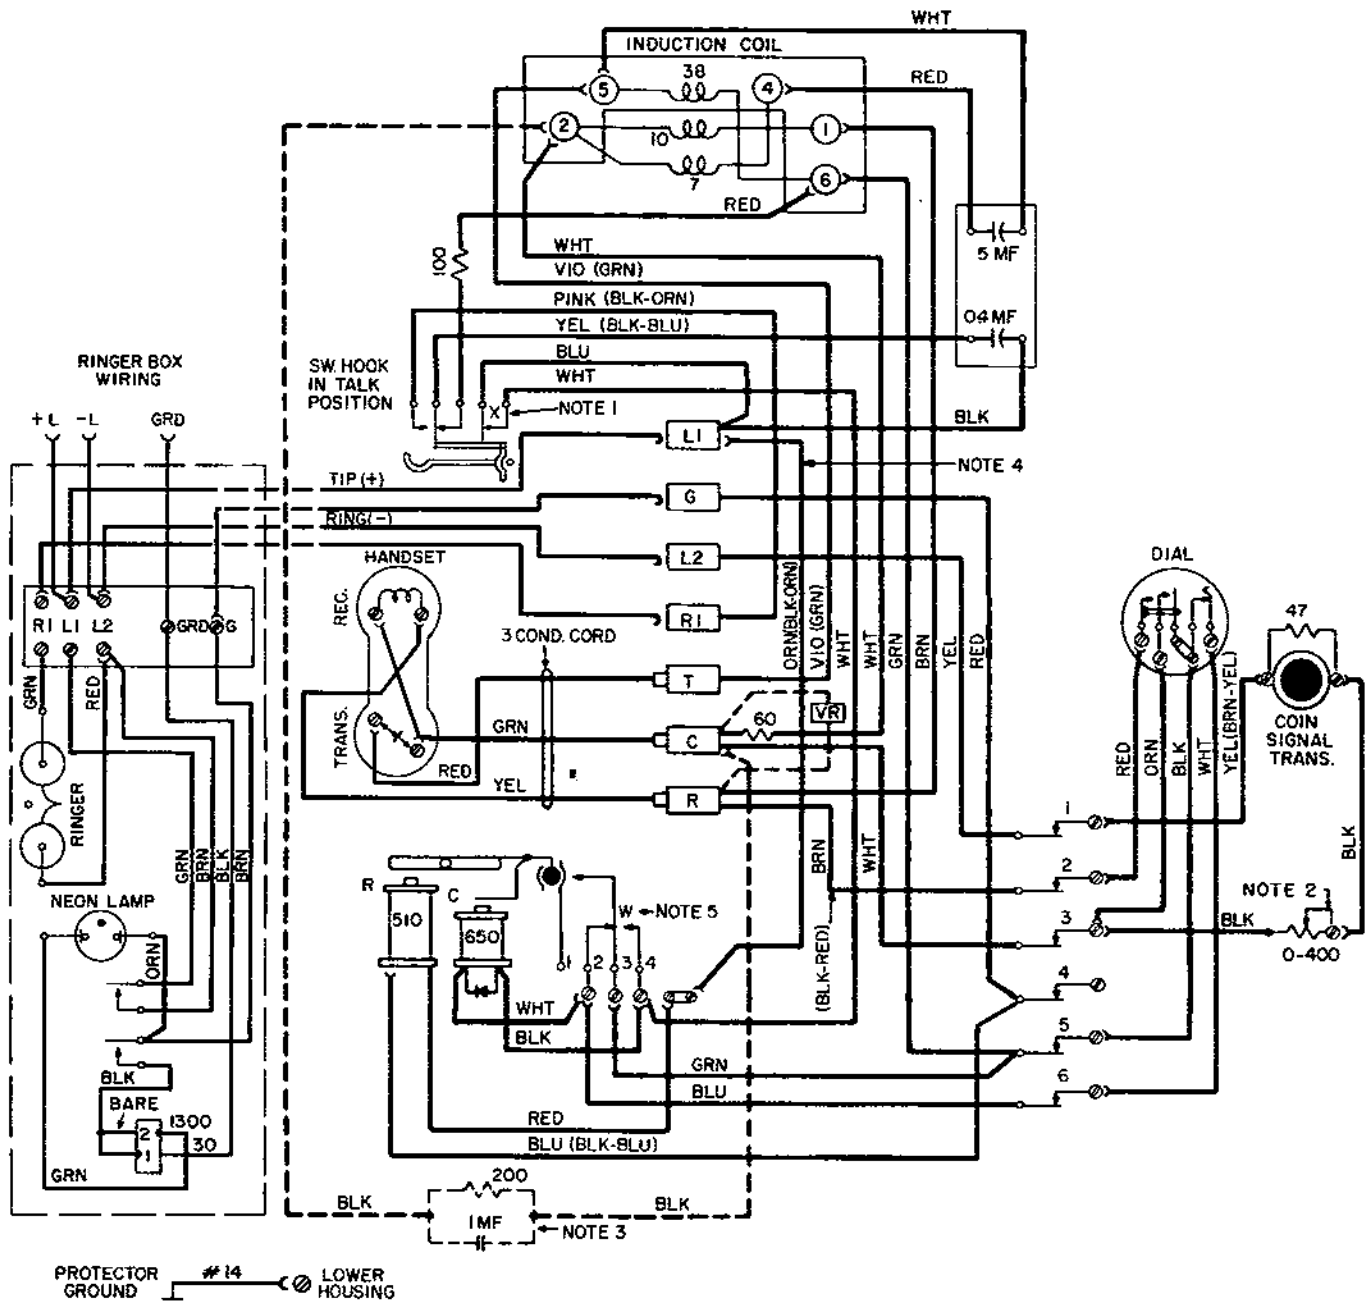 WHT
INDUCTION COIL
38
5
4
RED
2
10
1
7
6
RED
100
WHT
VIO (GRN)
PINK (BLK-ORN)
YEL (BLK-BLU)
BLU
WHT
5 MF
04 MF
BLK
RINGER BOX
WIRING
SW. HOOK
IN TALK
POSITION
X
NOTE 1
+L
-L
GRD
L1
NOTE 4
TIP (+)
G
RING (-)
HANDSET
L2
REC.
R1
3 COND. CORD
T
TRANS.
GRN
C
60
VR
RED
YEL
R
ORN(BLK-ORN)
VIO (GRN)
WHT
WHT
GRN
BRN
YEL
RED
DIAL
47
COIN
SIGNAL
TRANS.
RED
ORN
BLK
WHT
YEL(BRN-YEL)
BLK
R1
L1
L2
GRD
G
GRN
RED
RINGER
GRN
BRN
BLK
BRN
NEON LAMP
ORN
BLK
BARE
2
1300
1
30
GRN
R
510
C
650
1
2
3
4
W
NOTE 5
WHT
BLK
BRN
(BLK-RED)
WHT
GRN
BLU
RED
BLU (BLK-BLU)
1
2
3
4
5
6
BLK
NOTE 2
0-400
BLK
200
1MF
BLK
NOTE 3
PROTECTOR
GROUND
#14
LOWER
HOUSING